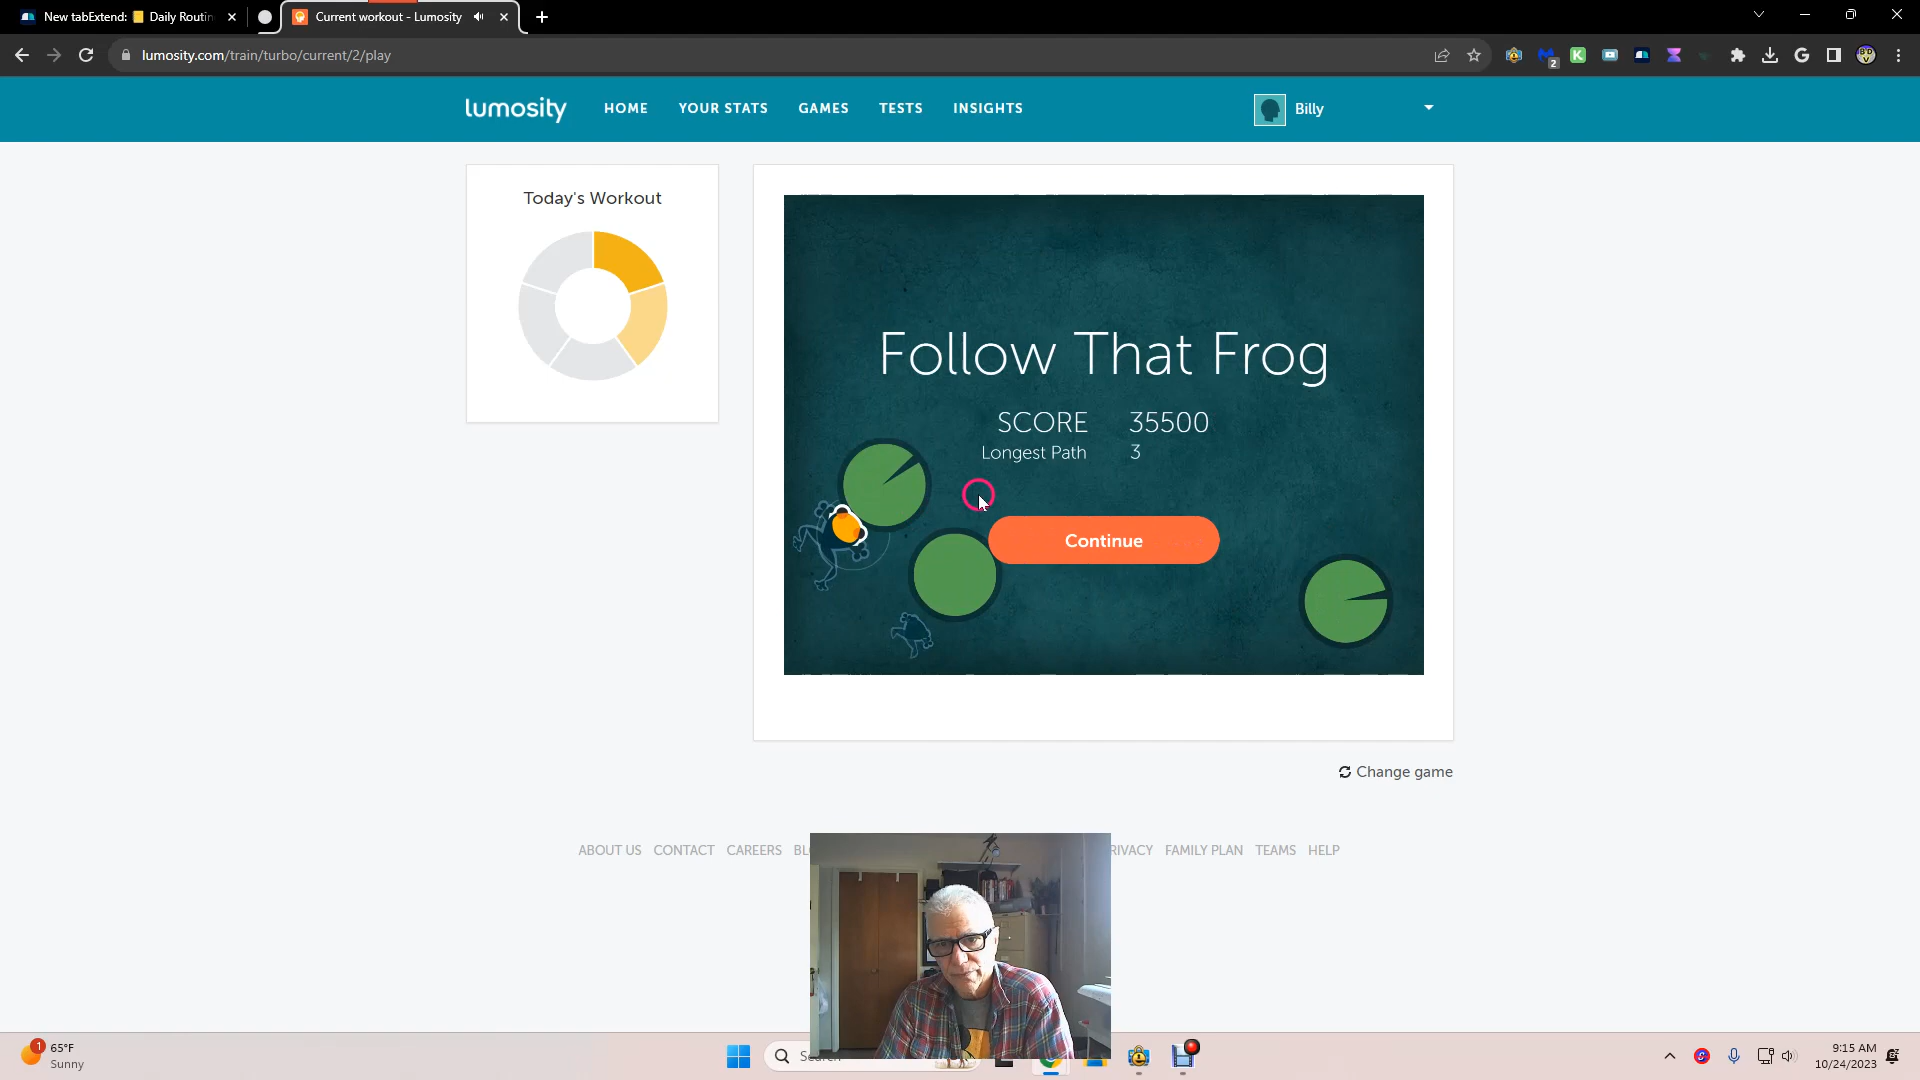 New tabExtend: 📒 Daily Routin
Current workout - Lumosity
lumosity.com/train/turbo/current/2/play
2
lumosity
HOME
YOUR STATS
GAMES
TESTS
INSIGHTS
Billy
Today's Workout
Follow That Frog
SCORE 35500
Longest Path 3
Continue
Change game
ABOUT US CONTACT CAREERS FAMILY PLAN TEAMS HELP
1
65°F
Sunny
9:15 AM
10/24/2023